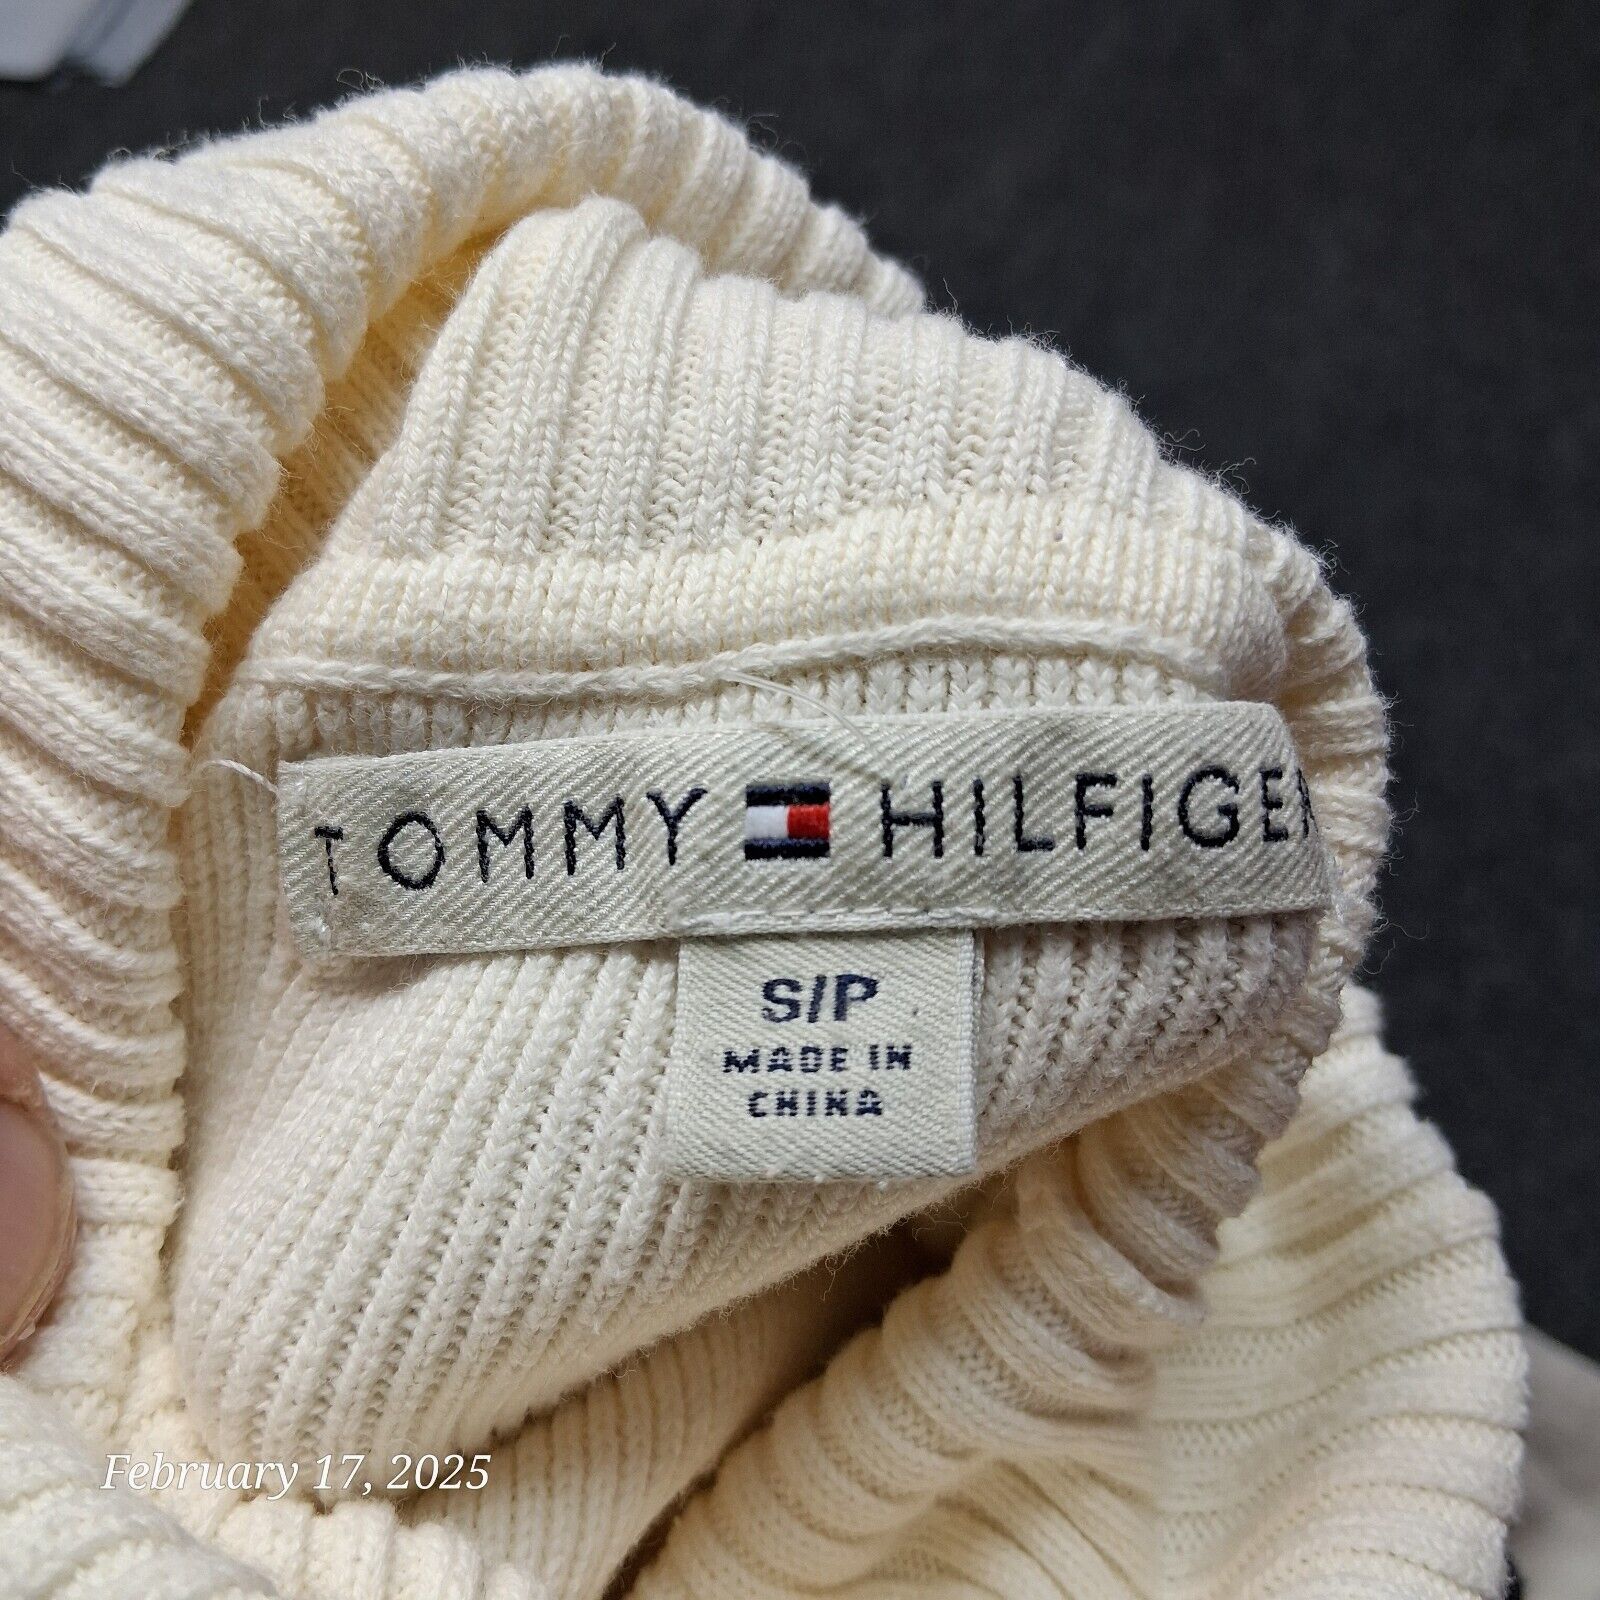 TOMMY HILFIGER
S/P
MADE IN
CHINA
February 17, 2025